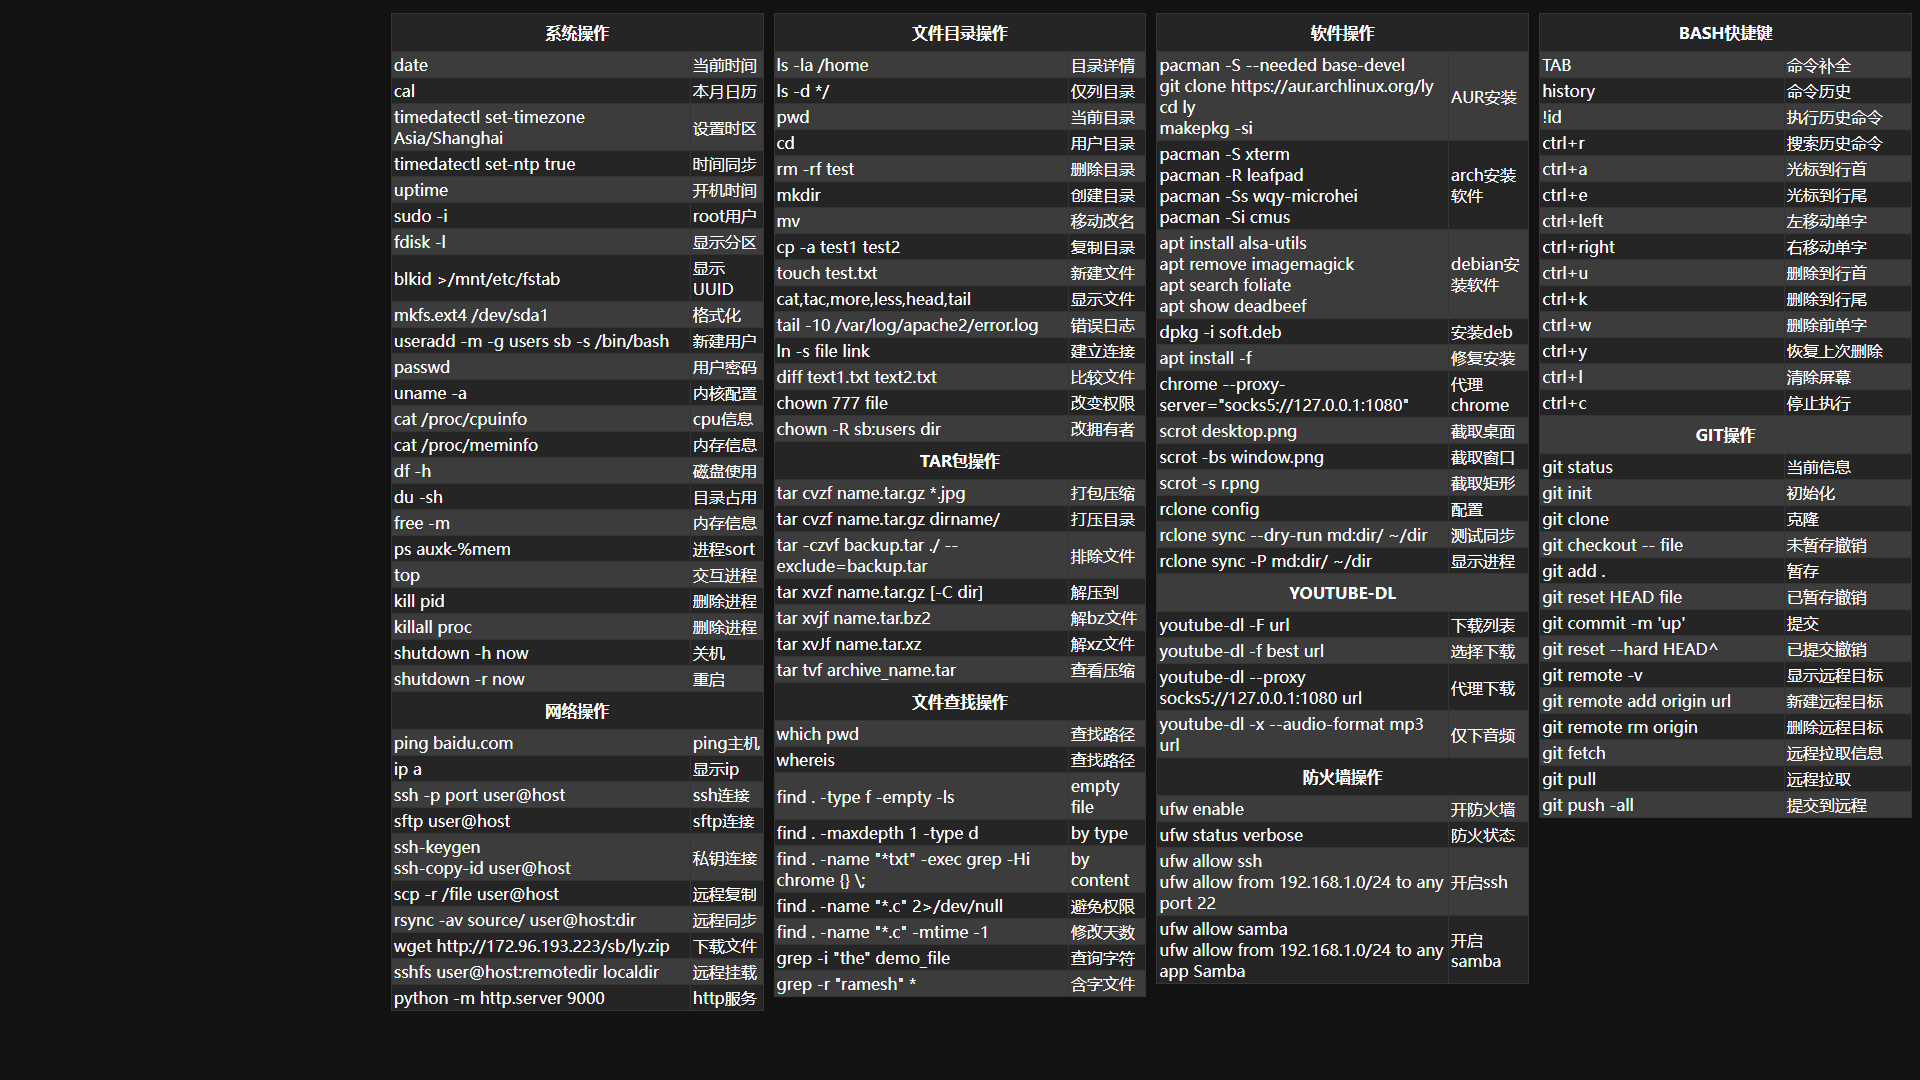 系统操作
date 当前时间
cal 本月日历
timedatectl set-timezone
Asia/Shanghai 设置时区
timedatectl set-ntp true 时间同步
uptime 开机时间
sudo -i root用户
fdisk -l 显示分区
blkid >/mnt/etc/fstab 显示
UUID
mkfs.ext4 /dev/sda1 格式化
useradd -m -g users sb -s /bin/bash 新建用户
passwd 用户密码
uname -a 内核配置
cat /proc/cpuinfo cpu信息
cat /proc/meminfo 内存信息
df -h 磁盘使用
du -sh 目录占用
free -m 内存信息
ps auxk-%mem 进程sort
top 交互进程
kill pid 删除进程
killall proc 删除进程
shutdown -h now 关机
shutdown -r now 重启
网络操作
ping baidu.com ping主机
ip a 显示ip
ssh -p port user@host ssh连接
sftp user@host sftp连接
ssh-keygen
ssh-copy-id user@host 私钥连接
scp -r /file user@host 远程复制
rsync -av source/ user@host:dir 远程同步
wget http://172.96.193.223/sb/ly.zip 下载文件
sshfs user@host:remotedir localdir 远程挂载
python -m http.server 9000 http服务
文件目录操作
ls -la /home 目录详情
ls -d */ 仅列目录
pwd 当前目录
cd 用户目录
rm -rf test 删除目录
mkdir 创建目录
mv 移动改名
cp -a test1 test2 复制目录
touch test.txt 新建文件
cat,tac,more,less,head,tail 显示文件
tail -10 /var/log/apache2/error.log 错误日志
ln -s file link 建立连接
diff text1.txt text2.txt 比较文件
chown 777 file 改变权限
chown -R sb:users dir 改拥有者
TAR包操作
tar cvzf name.tar.gz *.jpg 打包压缩
tar cvzf name.tar.gz dirname/ 打压目录
tar -czvf backup.tar ./ --
exclude=backup.tar 排除文件
tar xvzf name.tar.gz [-C dir] 解压到
tar xvjf name.tar.bz2 解bz文件
tar xvJf name.tar.xz 解xz文件
tar tvf archive_name.tar 查看压缩
文件查找操作
which pwd 查找路径
whereis 查找路径
find . -type f -empty -ls empty
file
find . -maxdepth 1 -type d by type
find . -name "*txt" -exec grep -Hi by
chrome {} \; content
find . -name "*.c" 2>/dev/null 避免权限
find . -name "*.c" -mtime -1 修改天数
grep -i "the" demo_file 查询字符
grep -r "ramesh" * 含字文件
软件操作
pacman -S --needed base-devel
git clone https://aur.archlinux.org/ly
cd ly
makepkg -si
AUR安装
pacman -S xterm
pacman -R leafpad
pacman -Ss wqy-microhei
pacman -Si cmus
arch安装
软件
apt install alsa-utils
apt remove imagemagick
apt search foliate
apt show deadbeef
debian安
装软件
dpkg -i soft.deb 安装deb
apt install -f 修复安装
chrome --proxy- 代理
server="socks5://127.0.0.1:1080" chrome
scrot desktop.png 截取桌面
scrot -bs window.png 截取窗口
scrot -s r.png 截取矩形
rclone config 配置
rclone sync --dry-run md:dir/ ~/dir 测试同步
rclone sync -P md:dir/ ~/dir 显示进程
YOUTUBE-DL
youtube-dl -F url 下载列表
youtube-dl -f best url 选择下载
youtube-dl --proxy
socks5://127.0.0.1:1080 url 代理下载
youtube-dl -x --audio-format mp3
url 仅下音频
防火墙操作
ufw enable 开防火墙
ufw status verbose 防火状态
ufw allow ssh
ufw allow from 192.168.1.0/24 to any
port 22
开启ssh
ufw allow samba
ufw allow from 192.168.1.0/24 to any
app Samba
开启
samba
BASH快捷键
TAB 命令补全
history 命令历史
!id 执行历史命令
ctrl+r 搜索历史命令
ctrl+a 光标到行首
ctrl+e 光标到行尾
ctrl+left 左移动单字
ctrl+right 右移动单字
ctrl+u 删除到行首
ctrl+k 删除到行尾
ctrl+w 删除前单字
ctrl+y 恢复上次删除
ctrl+l 清除屏幕
ctrl+c 停止执行
GIT操作
git status 当前信息
git init 初始化
git clone 克隆
git checkout -- file 未暂存撤销
git add . 暂存
git reset HEAD file 已暂存撤销
git commit -m 'up' 提交
git reset --hard HEAD^ 已提交撤销
git remote -v 显示远程目标
git remote add origin url 新建远程目标
git remote rm origin 删除远程目标
git fetch 远程拉取信息
git pull 远程拉取
git push -all 提交到远程